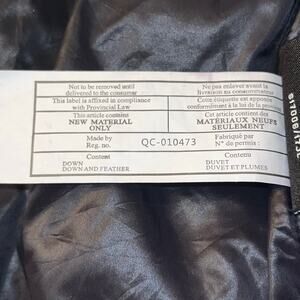 Not to be removed until
delivered to the consumer
Ne pas enlever avant la
livraison au consommateur
This label is affixed in compliance
with Provincial Law
Cette étiquette est apposée
conformément à la loi de la province
This article contains
NEW MATERIAL
ONLY
Cet article contient des
MATÉRIAUX NEUFS
SEULEMENT
Made by
Reg. no.
QC-010473
Fabriqué par
N° de permis :
Content
DOWN
DOWN AND FEATHER
Contenu
DUVET
DUVET ET PLUMES